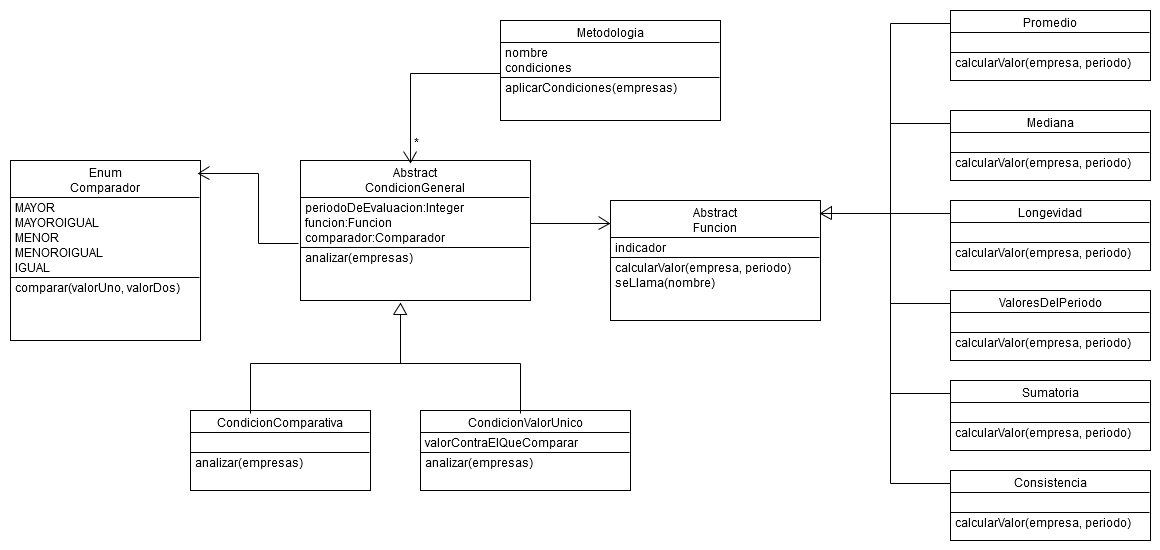 Metodologia
nombre
condiciones
aplicarCondiciones(empresas)
*
Enum
Comparador
MAYOR
MAYOROIGUAL
MENOR
MENOROIGUAL
IGUAL
comparar(valorUno, valorDos)
Abstract
CondicionGeneral
periodoDeEvaluacion:Integer
funcion:Funcion
comparador:Comparador
analizar(empresas)
Abstract
Funcion
indicador
calcularValor(empresa, periodo)
seLlama(nombre)
CondicionComparativa
analizar(empresas)
CondicionValorUnico
valorContraElQueComparar
analizar(empresas)
Promedio
calcularValor(empresa, periodo)
Mediana
calcularValor(empresa, periodo)
Longevidad
calcularValor(empresa, periodo)
ValoresDelPeriodo
calcularValor(empresa, periodo)
Sumatoria
calcularValor(empresa, periodo)
Consistencia
calcularValor(empresa, periodo)